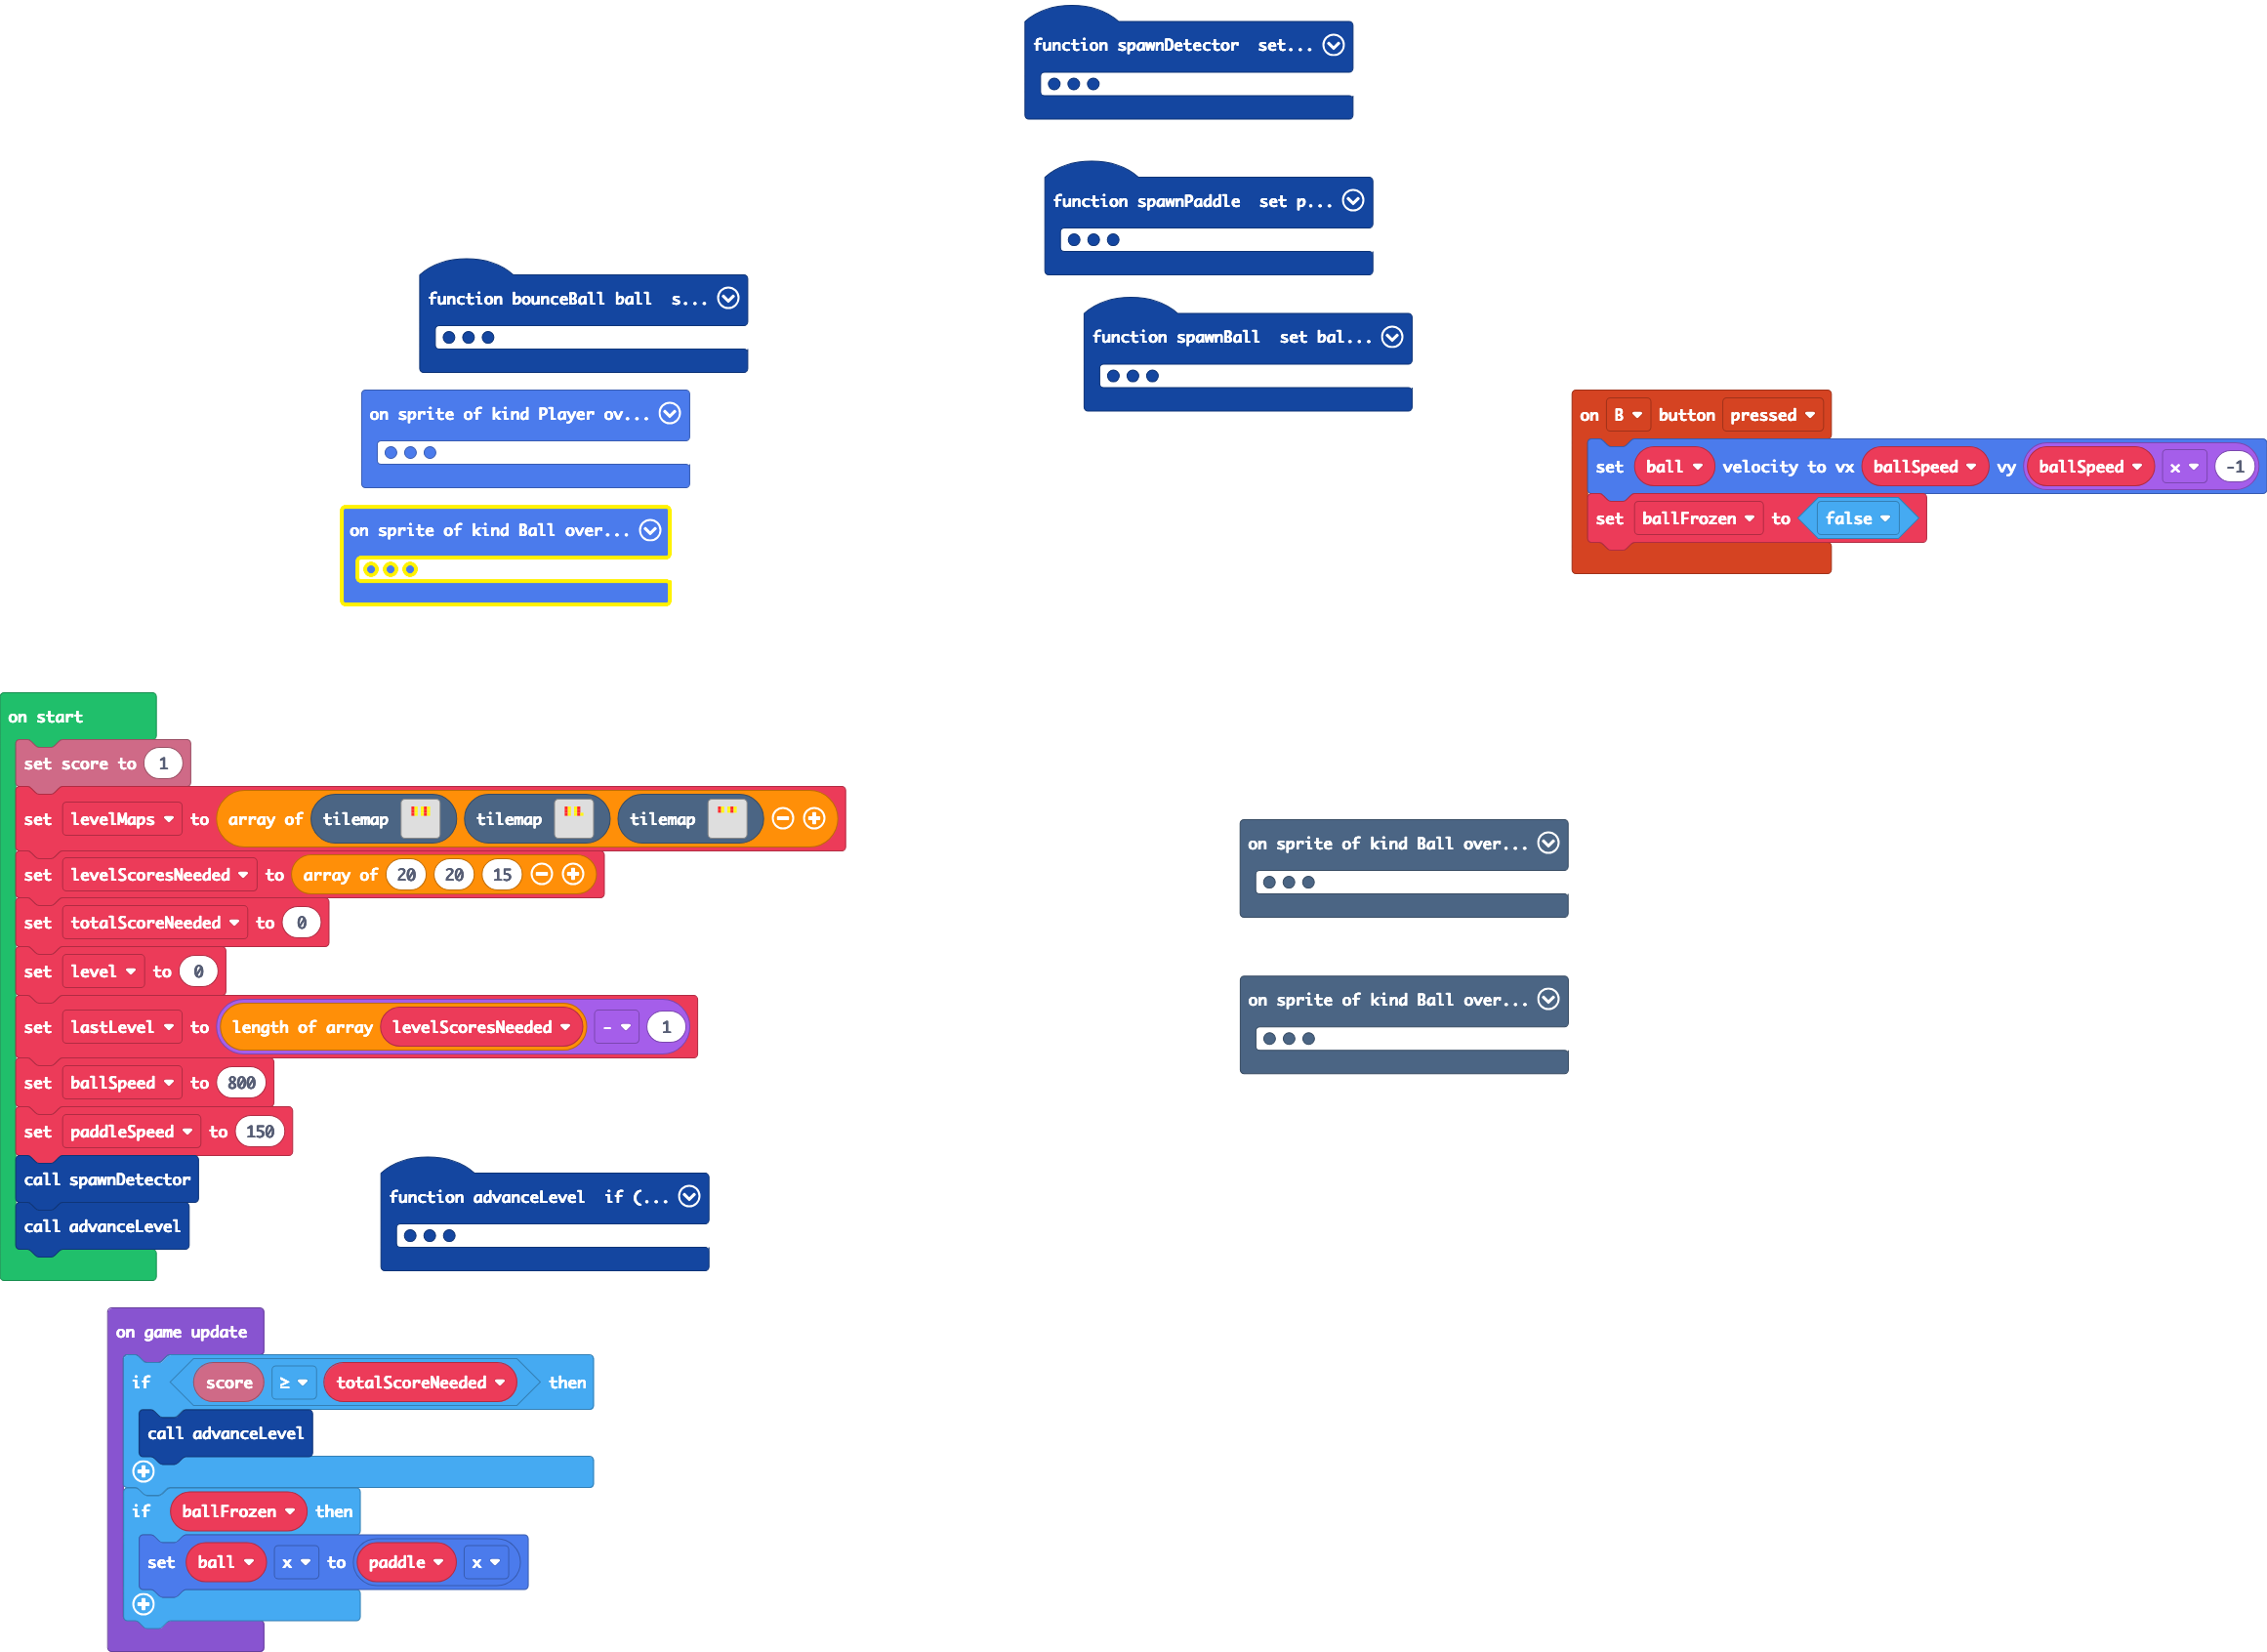 function spawnDetector set...
function spawnPaddle set p...
function bounceBall ball s...
function spawnBall set bal...
on sprite of kind Player ov...
on B button pressed
set ball velocity to vx ballSpeed vy ballSpeed x -1
set ballFrozen to false
on sprite of kind Ball over...
on start
set score to 1
set levelMaps to array of tilemap tilemap tilemap
set levelScoresNeeded to array of 20 20 15
set totalScoreNeeded to 0
set level to 0
set lastLevel to length of array levelScoresNeeded - 1
set ballSpeed to 800
set paddleSpeed to 150
call spawnDetector
call advanceLevel
on sprite of kind Ball over...
on sprite of kind Ball over...
function advanceLevel if (...
on game update
if score ≥ totalScoreNeeded then
call advanceLevel
if ballFrozen then
set ball x to paddle x